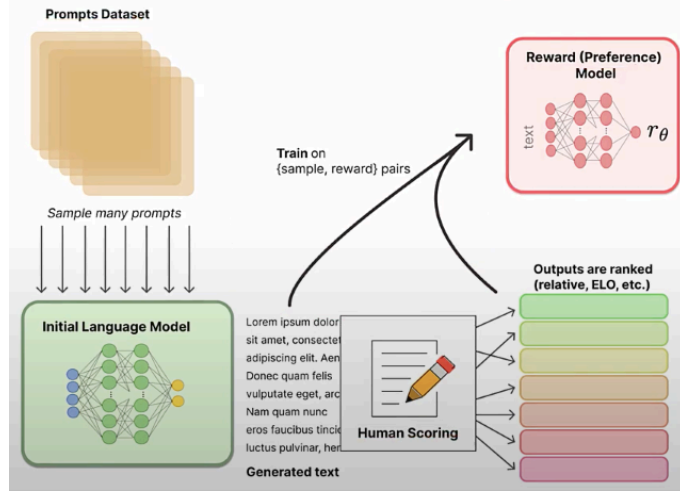 Prompts Dataset
Sample many prompts
Initial Language Model
Lorem ipsum dolor
sit amet, consectet
adipiscing elit. Aen
Donec quam felis
vulputate eget, arc
Nam quam nunc
eros faucibus tincid
luctus pulvinar, her
Generated text
Human Scoring
Train on
{sample, reward} pairs
Reward (Preference)
Model
text
rθ
Outputs are ranked
(relative, ELO, etc.)